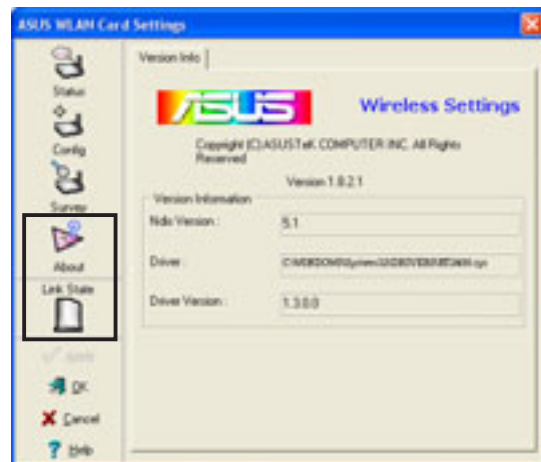 ASUS WLAN Card Settings
Status
Config
Survey
About
Link State
Apply
OK
Cancel
Help
Version Info
ASUS
Wireless Settings
Copyright (C) ASUSTeK COMPUTER INC. All Rights
Reserved
Version 1.8.2.1
Version Information
Ndis Version :
5.1
Driver :
Driver Version :
1.3.0.0